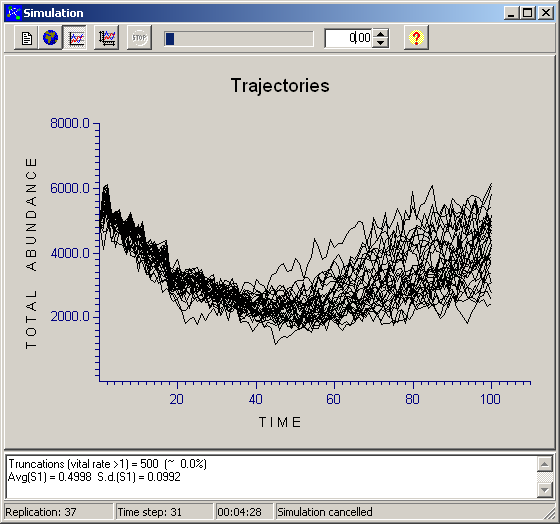 Simulation
STOP
0.00
?
Trajectories
8000.0
6000.0
4000.0
2000.0
TOTAL ABUNDANCE
20
40
60
80
100
TIME
Truncations (vital rate >1) = 500 (~ 0.0%)
Avg(S1) = 0.4998 S.d.(S1) = 0.0992
Replication: 37
Time step: 31
00:04:28
Simulation cancelled